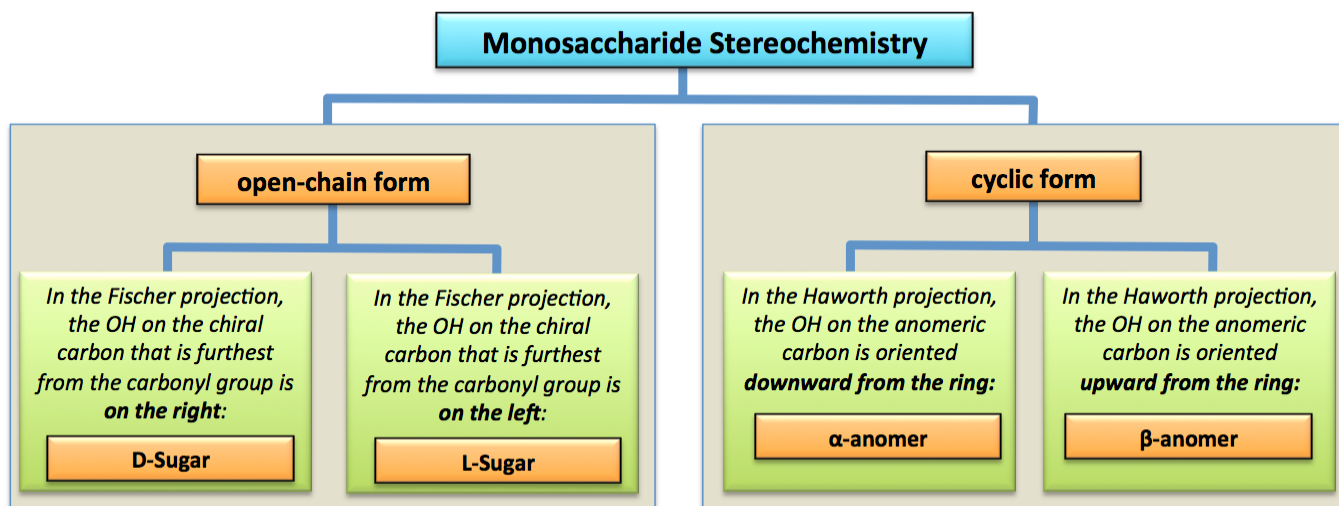 Monosaccharide Stereochemistry
open-chain form
In the Fischer projection,
the OH on the chiral
carbon that is furthest
from the carbonyl group is
on the right:
D-Sugar
In the Fischer projection,
the OH on the chiral
carbon that is furthest
from the carbonyl group is
on the left:
L-Sugar
cyclic form
In the Haworth projection,
the OH on the anomeric
carbon is oriented
downward from the ring:
α-anomer
In the Haworth projection,
the OH on the anomeric
carbon is oriented
upward from the ring:
β-anomer